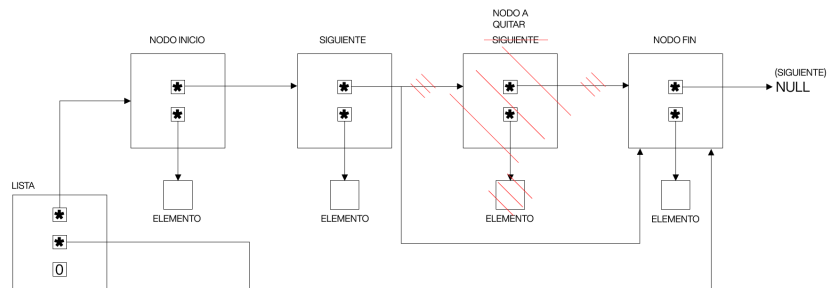 NODO A
QUITAR
NODO INICIO
SIGUIENTE
SIGUIENTE
NODO FIN
(SIGUIENTE)
NULL
*
*
*
*
*
*
*
*
LISTA
ELEMENTO
ELEMENTO
ELEMENTO
ELEMENTO
*
*
0